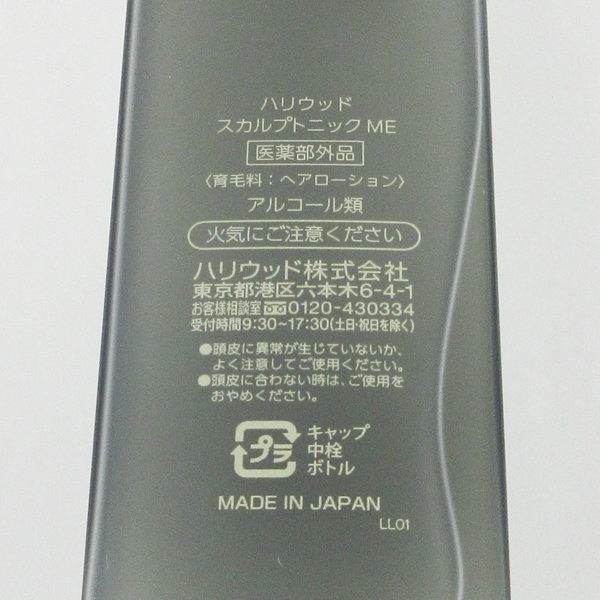 ハリウッド
スカルプトニック ME
医薬部外品
〈育毛料：ヘアローション〉
アルコール類
火気にご注意ください
ハリウッド株式会社
東京都港区六本木6-4-1
お客様相談室 0120-430334
受付時間9:30~17:30(土日・祝日を除く)
●頭皮に異常が生じていないか、
よく注意してご使用ください。
●頭皮に合わない時は、ご使用を
おやめください。
プラ
キャップ
中栓
ボトル
MADE IN JAPAN
LL01